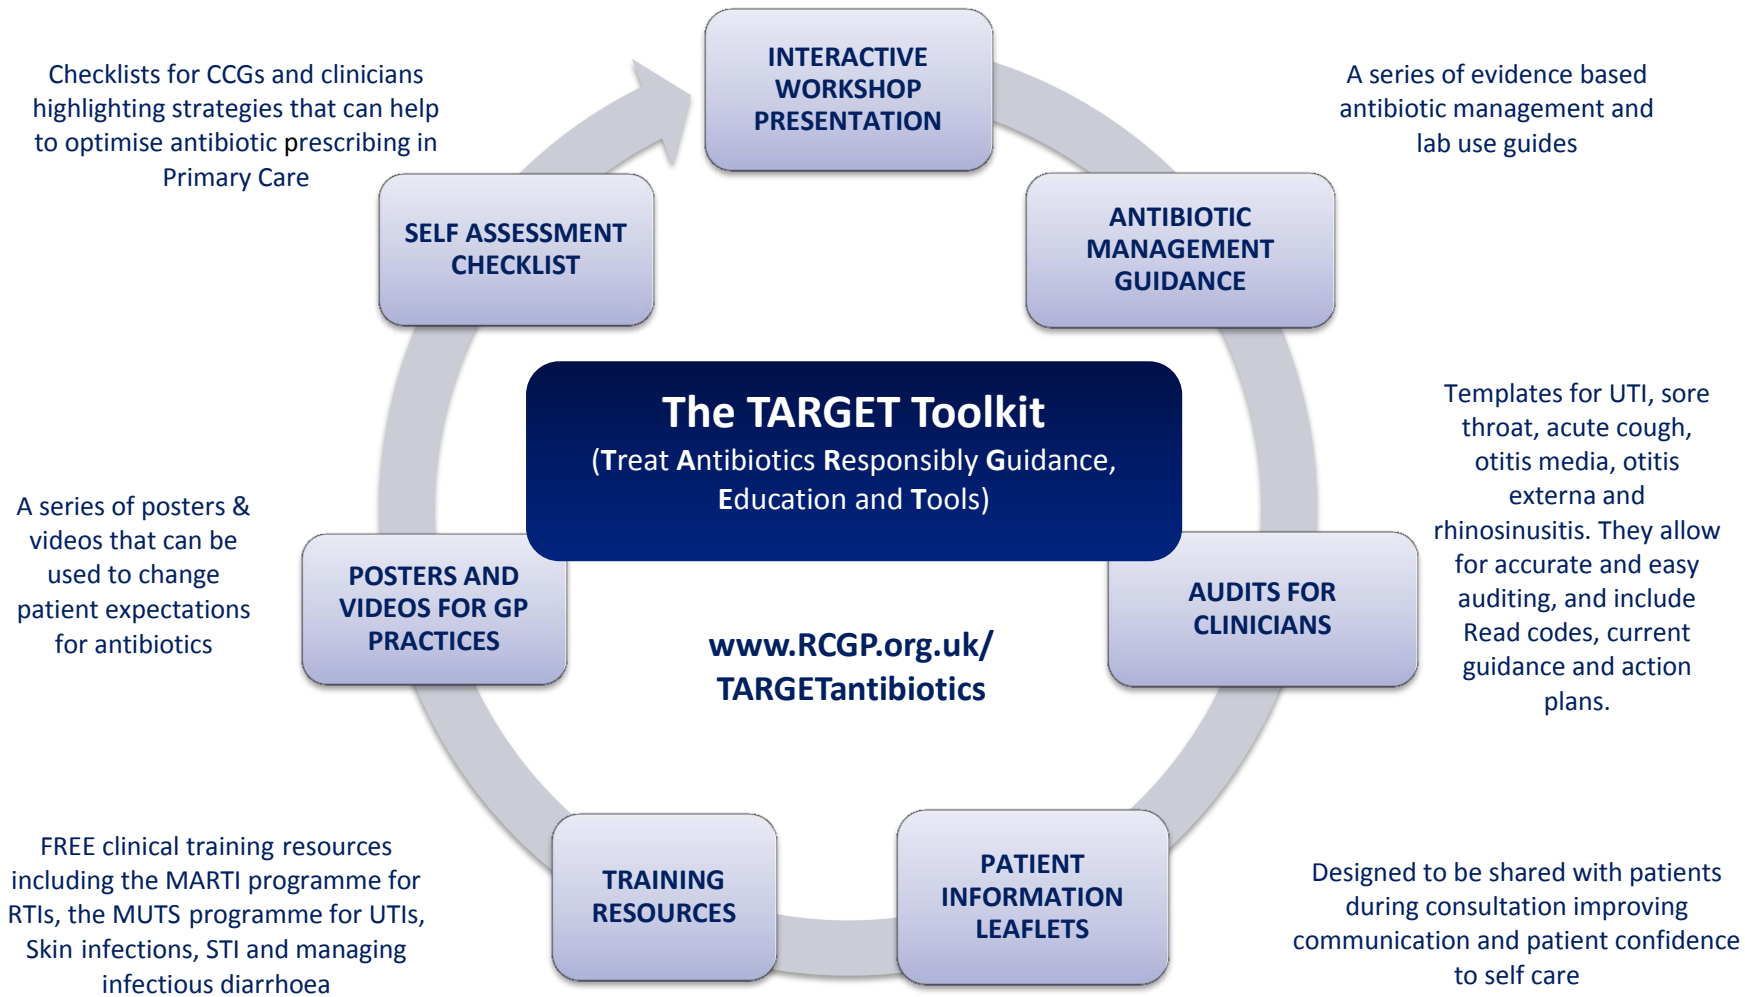 INTERACTIVE
WORKSHOP
PRESENTATION
Checklists for CCGs and clinicians
highlighting strategies that can help
to optimise antibiotic prescribing in
Primary Care
A series of evidence based
antibiotic management and
lab use guides
SELF ASSESSMENT
CHECKLIST
ANTIBIOTIC
MANAGEMENT
GUIDANCE
The TARGET Toolkit
(Treat Antibiotics Responsibly Guidance,
Education and Tools)
Templates for UTI, sore
throat, acute cough,
otitis media, otitis
externa and
rhinosinusitis. They allow
for accurate and easy
auditing, and include
Read codes, current
guidance and action
plans.
A series of posters &
videos that can be
used to change
patient expectations
for antibiotics
POSTERS AND
VIDEOS FOR GP
PRACTICES
AUDITS FOR
CLINICIANS
www.RCGP.org.uk/
TARGETantibiotics
FREE clinical training resources
including the MARTI programme for
RTIs, the MUTS programme for UTIs,
Skin infections, STI and managing
infectious diarrhoea
TRAINING
RESOURCES
PATIENT
INFORMATION
LEAFLETS
Designed to be shared with patients
during consultation improving
communication and patient confidence
to self care